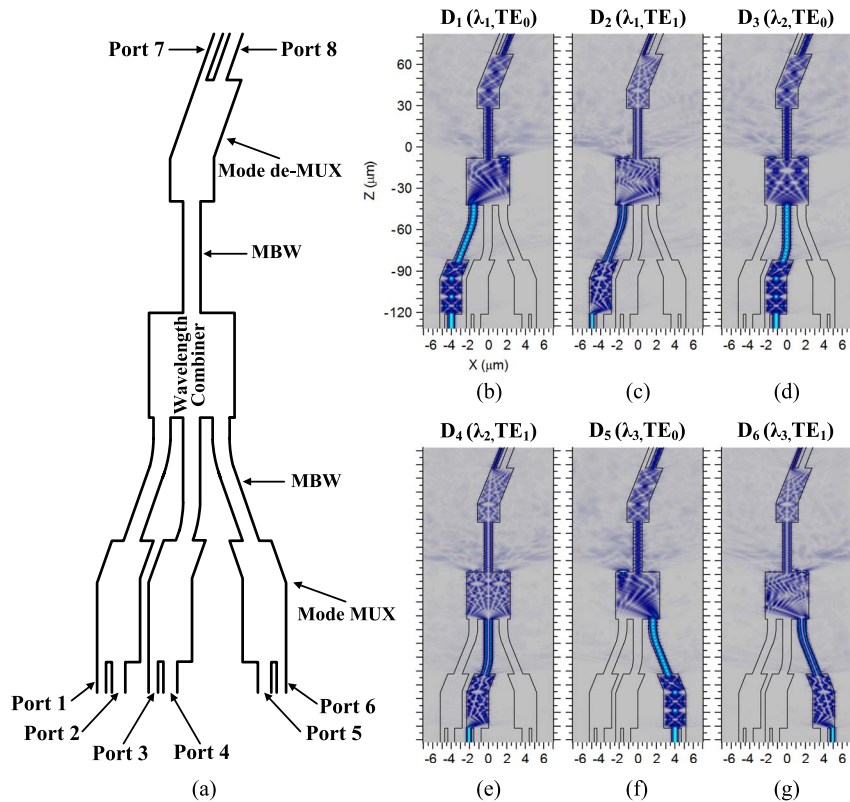 Port 7
Port 8
Mode de-MUX
MBW
Wavelength
Combiner
MBW
Mode MUX
Port 1
Port 2
Port 3
Port 4
Port 5
Port 6
(a)
D₁ (λ₁,TE₀)
D₂ (λ₁,TE₁)
D₃ (λ₂,TE₀)
60
30
0
-30
-60
-90
-120
Z (μm)
-6 -4 -2 0 2 4 6
-6 -4 -2 0 2 4 6
-6 -4 -2 0 2 4 6
X (μm)
(b)
(c)
(d)
D₄ (λ₂,TE₁)
D₅ (λ₃,TE₀)
D₆ (λ₃,TE₁)
-6 -4 -2 0 2 4 6
-6 -4 -2 0 2 4 6
-6 -4 -2 0 2 4 6
(e)
(f)
(g)